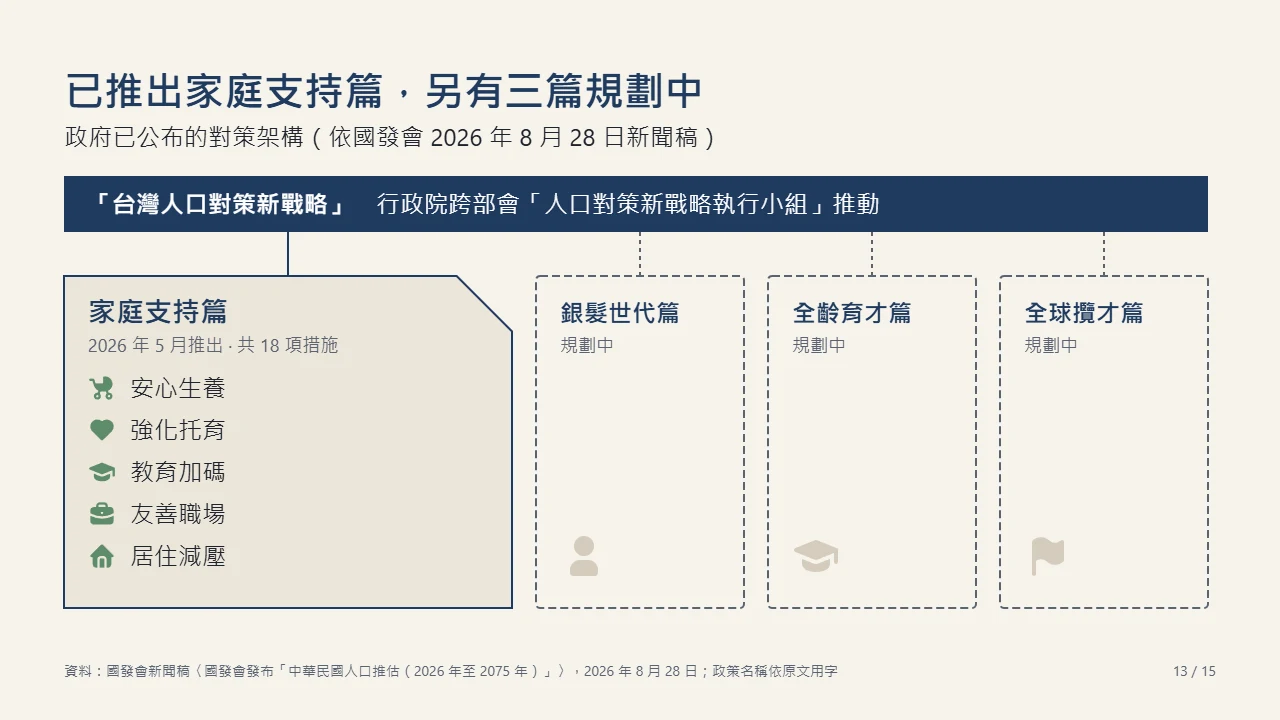 已推出家庭支持篇，另有三篇規劃中
政府已公布的對策架構（依國發會 2026 年 8 月 28 日新聞稿）
「台灣人口對策新戰略」 行政院跨部會「人口對策新戰略執行小組」推動
家庭支持篇
2026 年 5 月推出 · 共 18 項措施
安心生養
強化托育
教育加碼
友善職場
居住減壓
銀髮世代篇
規劃中
全齡育才篇
規劃中
全球攬才篇
規劃中
資料：國發會新聞稿〈國發會發布「中華民國人口推估（2026 年至 2075 年）」〉，2026 年 8 月 28 日；政策名稱依原文用字
13 / 15